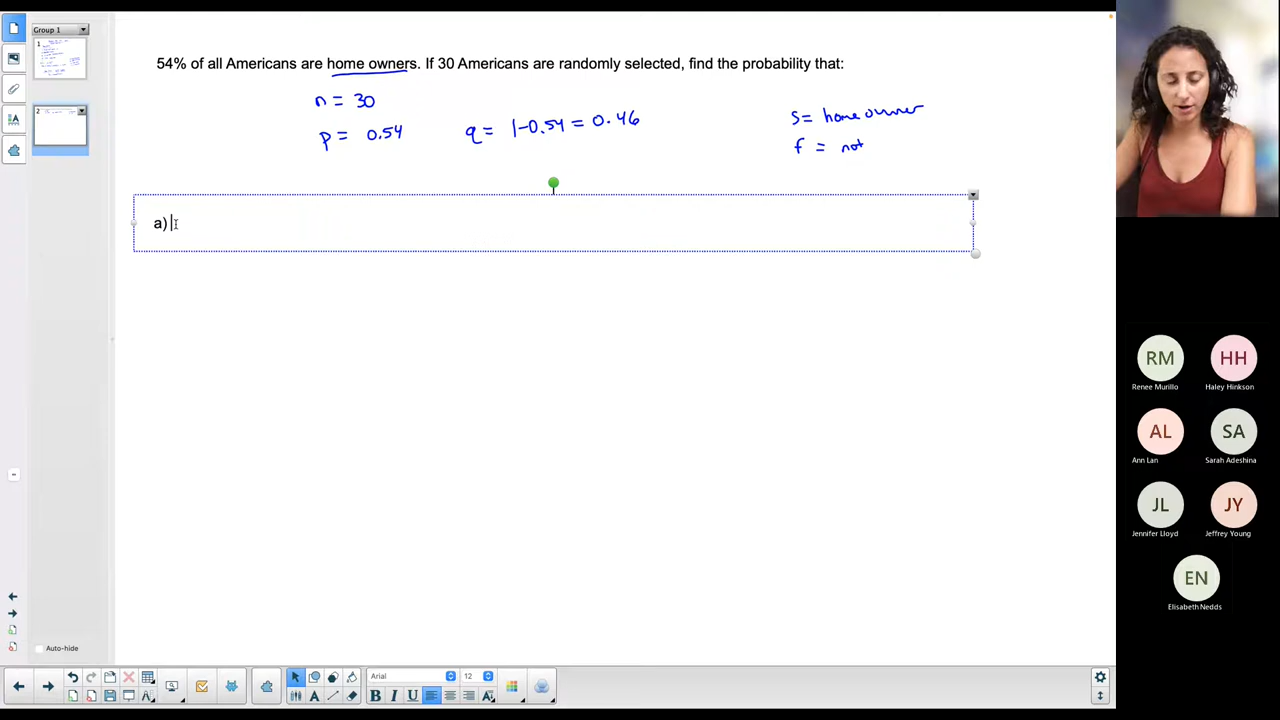 Group 1
1
2
54% of all Americans are home owners. If 30 Americans are randomly selected, find the probability that:
n = 30
p = 0.54
q = 1-0.54 = 0.46
s = home owner
f = not
a)
RM
Renee Murillo
HH
Haley Hinkson
AL
Ann Lan
SA
Sarah Adeshina
JL
Jennifer Lloyd
JY
Jeffrey Young
EN
Elisabeth Nedds
Auto-hide
Arial
12
B I U